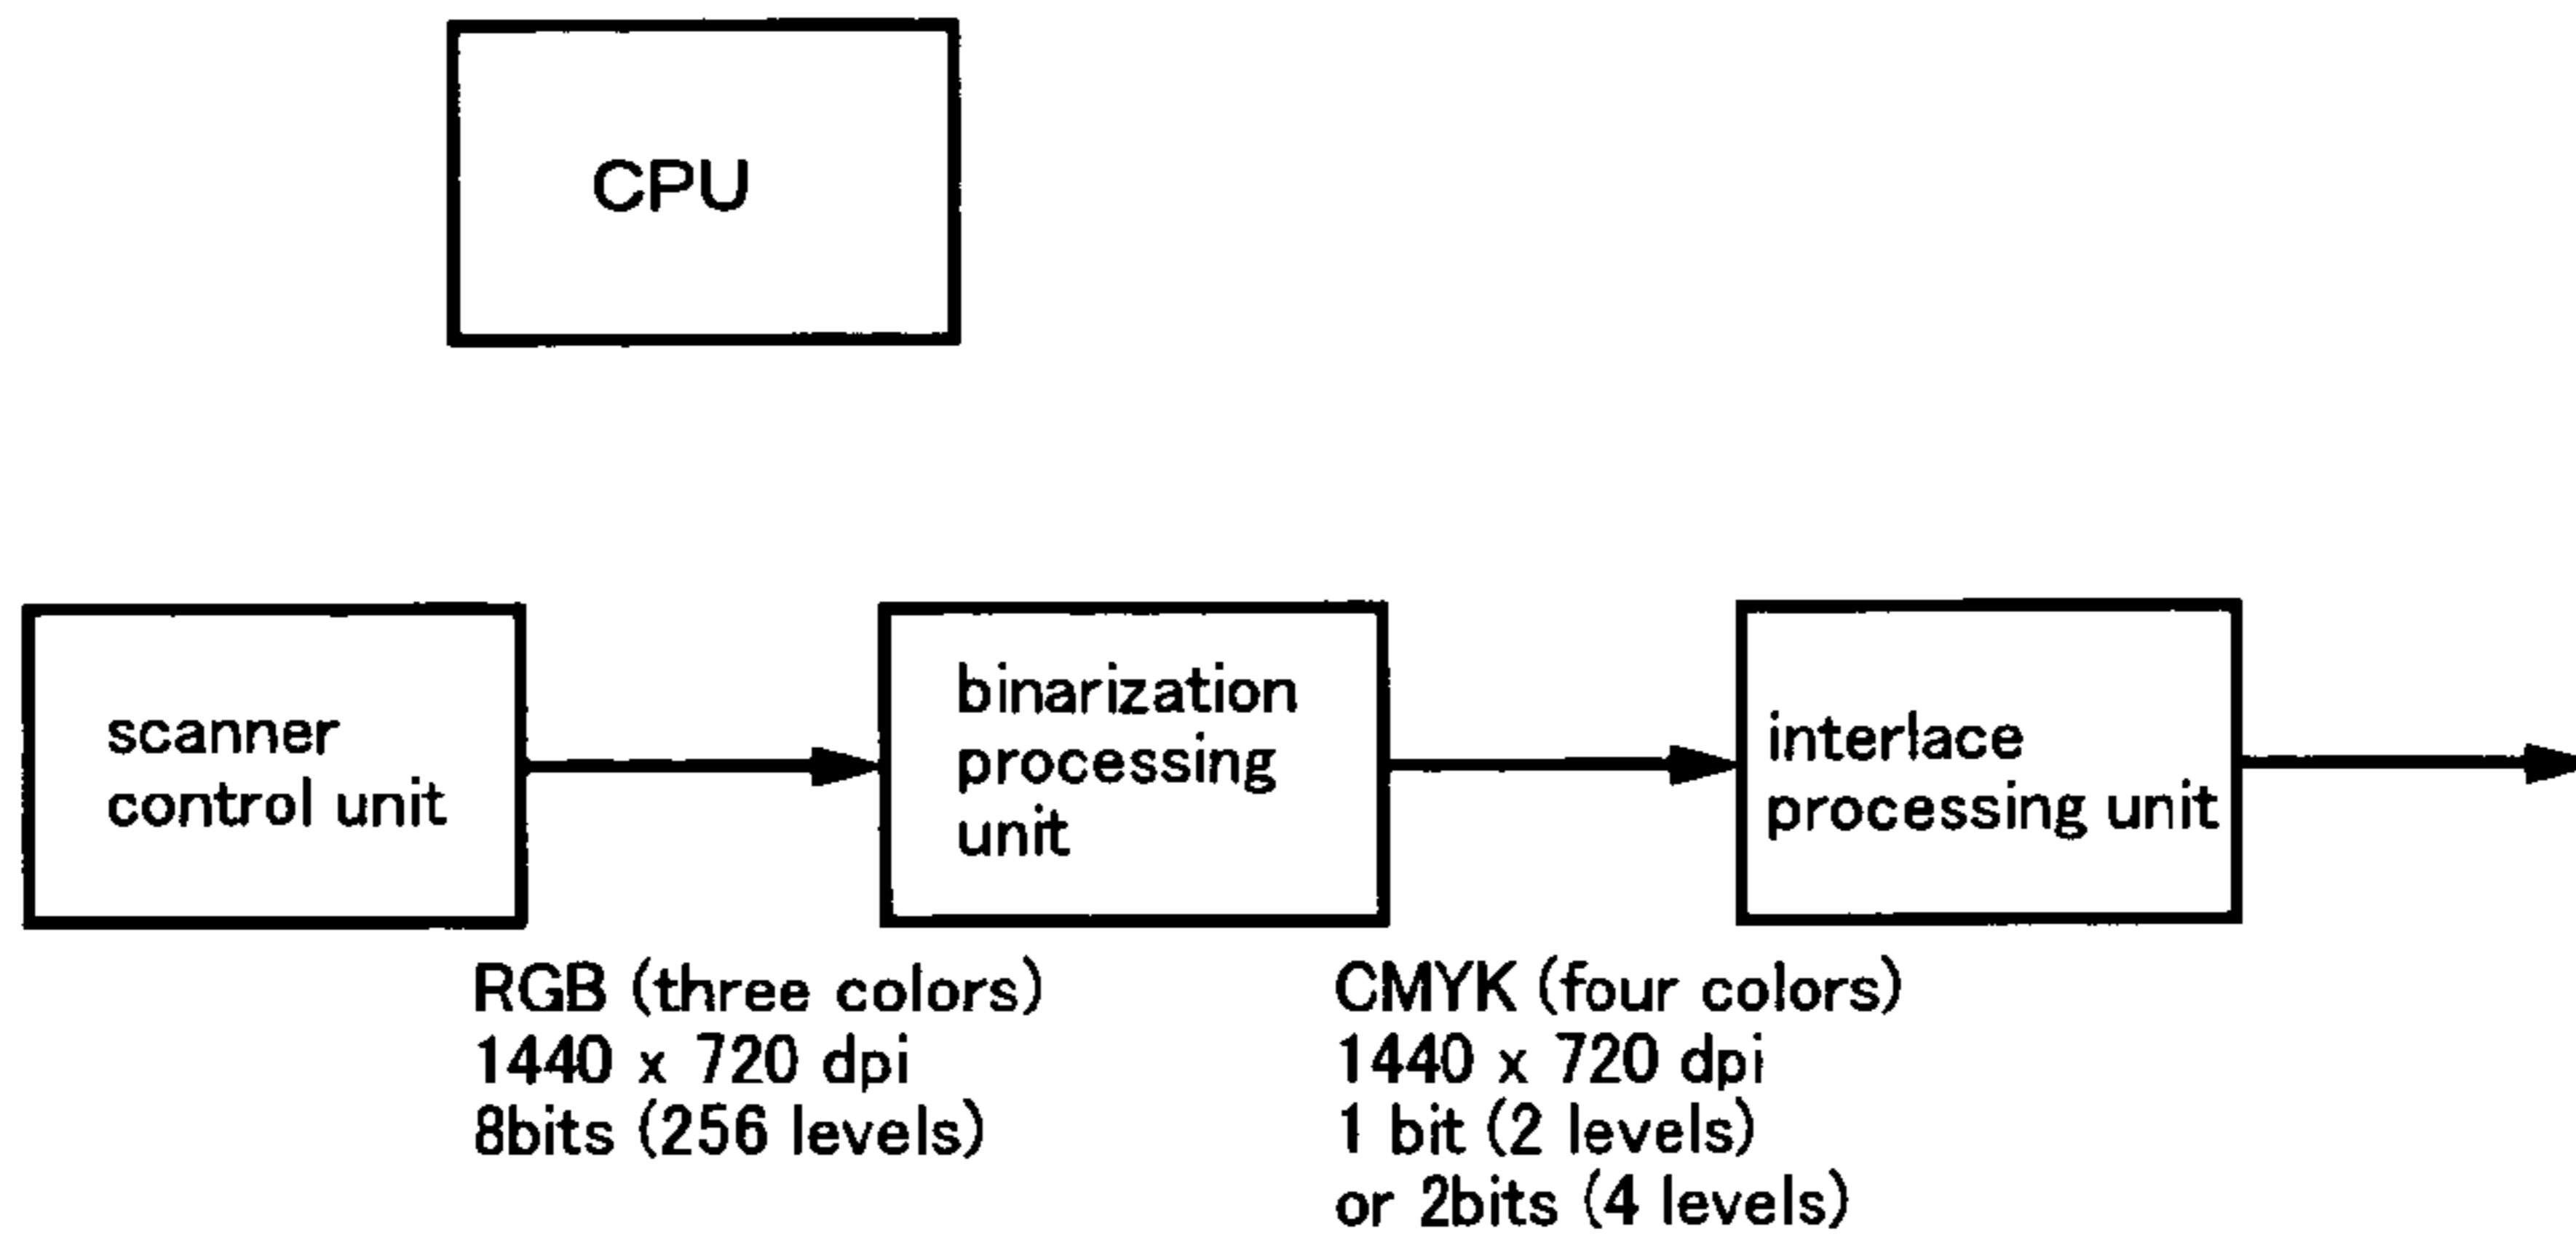 CPU
scanner
control unit
binarization
processing
unit
interlace
processing unit
RGB (three colors)
1440 x 720 dpi
8bits (256 levels)
CMYK (four colors)
1440 x 720 dpi
1 bit (2 levels)
or 2bits (4 levels)